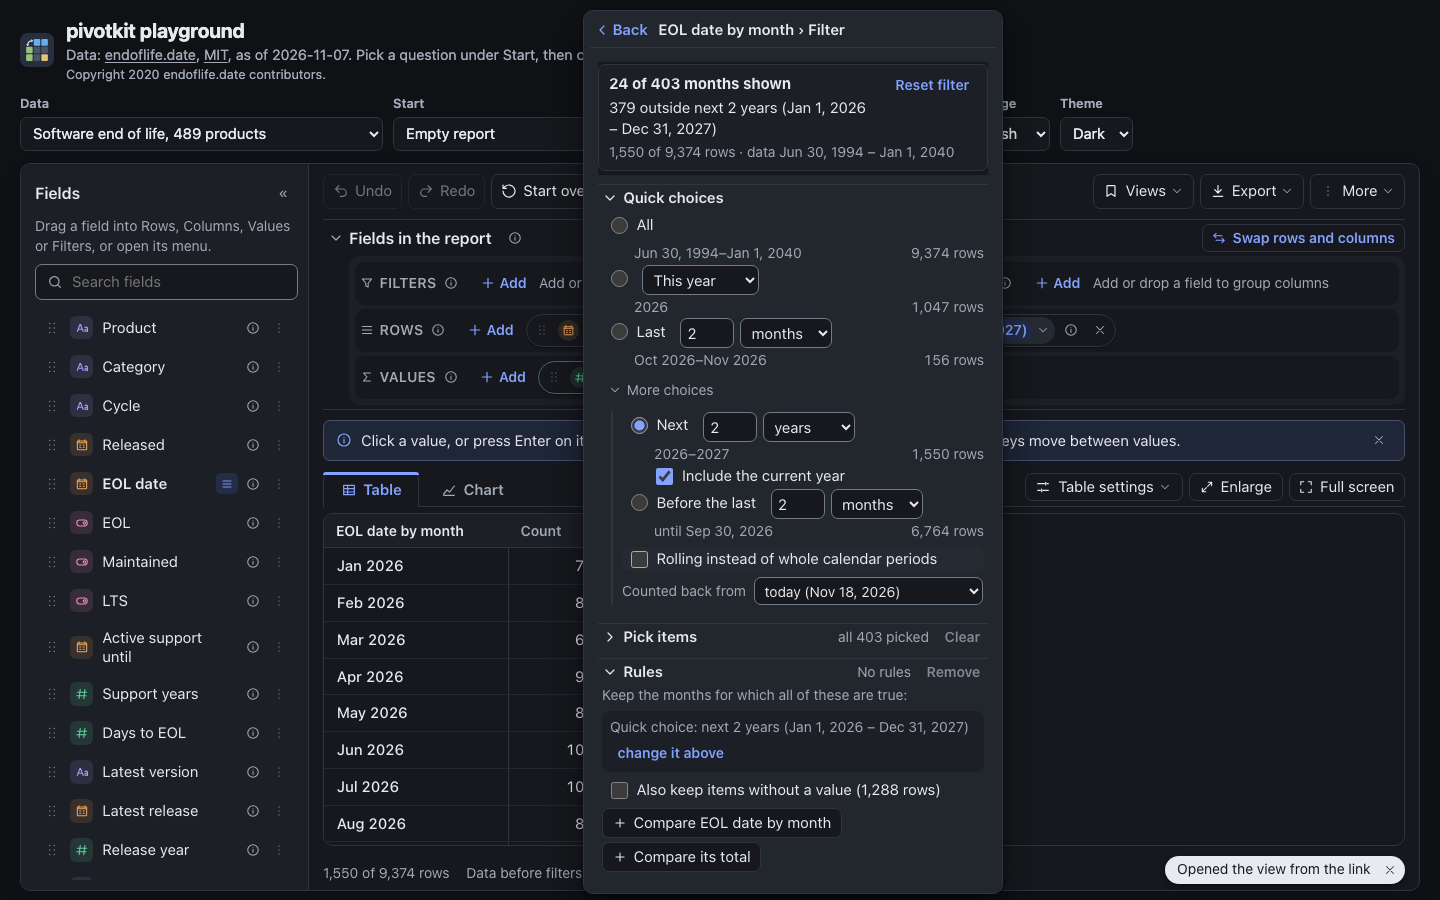 pivotkit playground
Data: endoflife.date, MIT, as of 2026-11-07. Pick a question under Start, then c
Copyright 2020 endoflife.date contributors.
Data
Software end of life, 489 products
Start
Empty report
ge
sh
Theme
Dark
Fields
«
Drag a field into Rows, Columns, Values
or Filters, or open its menu.
Search fields
Aa Product
Aa Category
Aa Cycle
Released
EOL date
EOL
Maintained
LTS
Active support
until
# Support years
# Days to EOL
Aa Latest version
Latest release
# Release year
Undo
Redo
Start ove
Views
Export
More
Fields in the report
Swap rows and columns
FILTERS
+ Add
Add or
+ Add
Add or drop a field to group columns
ROWS
+ Add
027)
Σ VALUES
+ Add
#
Click a value, or press Enter on it
eys move between values.
Table
Chart
Table settings
Enlarge
Full screen
EOL date by month
Count
Jan 2026
7
Feb 2026
8
Mar 2026
6
Apr 2026
9
May 2026
8
Jun 2026
10
Jul 2026
10
Aug 2026
8
1,550 of 9,374 rows
Data before filters
Opened the view from the link
Back
EOL date by month › Filter
24 of 403 months shown
Reset filter
379 outside next 2 years (Jan 1, 2026
– Dec 31, 2027)
1,550 of 9,374 rows · data Jun 30, 1994 – Jan 1, 2040
Quick choices
All
Jun 30, 1994–Jan 1, 2040
9,374 rows
This year
2026
1,047 rows
Last 2 months
Oct 2026–Nov 2026
156 rows
More choices
Next 2 years
2026–2027
1,550 rows
Include the current year
Before the last 2 months
until Sep 30, 2026
6,764 rows
Rolling instead of whole calendar periods
Counted back from today (Nov 18, 2026)
Pick items
all 403 picked
Clear
Rules
No rules
Remove
Keep the months for which all of these are true:
Quick choice: next 2 years (Jan 1, 2026 – Dec 31, 2027)
change it above
Also keep items without a value (1,288 rows)
+ Compare EOL date by month
+ Compare its total